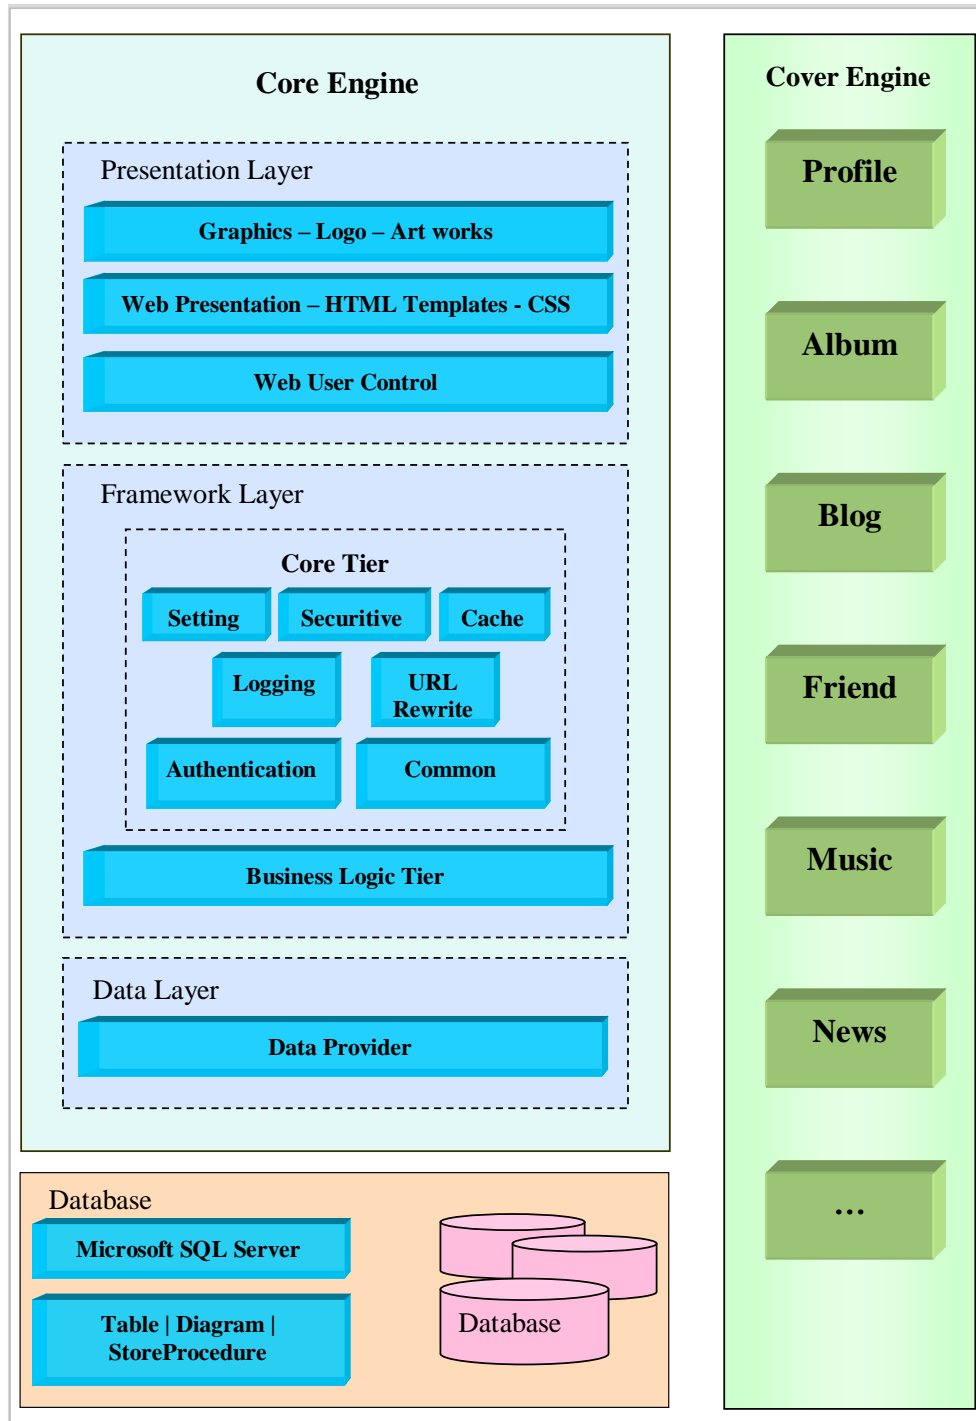 Core Engine
Presentation Layer
Graphics – Logo – Art works
Web Presentation – HTML Templates - CSS
Web User Control
Framework Layer
Core Tier
Setting
Securitive
Cache
Logging
URL
Rewrite
Authentication
Common
Business Logic Tier
Data Layer
Data Provider
Database
Microsoft SQL Server
Table | Diagram |
StoreProcedure
Database
Cover Engine
Profile
Album
Blog
Friend
Music
News
…